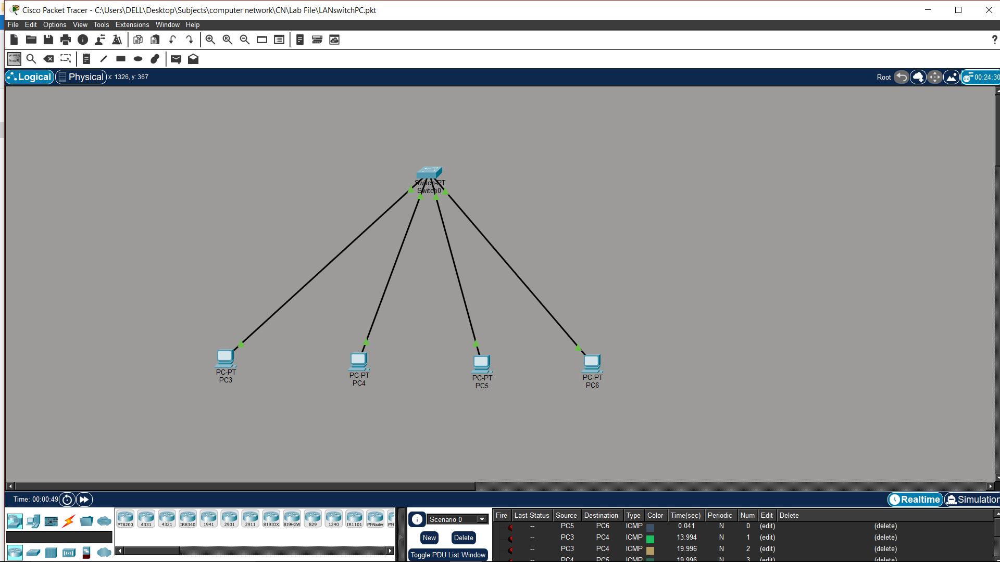 Cisco Packet Tracer - C:\Users\DELL\Desktop\Subjects\computer network\CN\Lab File\LANswitchPC.pkt
File Edit Options View Tools Extensions Window Help
?
Logical Physical x: 1326, y: 367 Root 00:24:30
Switch-PT
Switch0
PC-PT
PC3
PC-PT
PC4
PC-PT
PC5
PC-PT
PC6
Time: 00:00:49 Realtime Simulation
PT8200 4331 4321 IR8340 1941 2901 2911 819IOX 819HGW 829 1240 IR1101 PT-Router
Scenario 0
New Delete
Toggle PDU List Window
Fire Last Status Source Destination Type Color Time(sec) Periodic Num Edit Delete
-- PC5 PC6 ICMP 0.041 N 0 (edit) (delete)
-- PC3 PC4 ICMP 13.994 N 1 (edit) (delete)
-- PC3 PC4 ICMP 19.996 N 2 (edit) (delete)
-- PC4 PC5 ICMP 19.996 N 3 (edit) (delete)